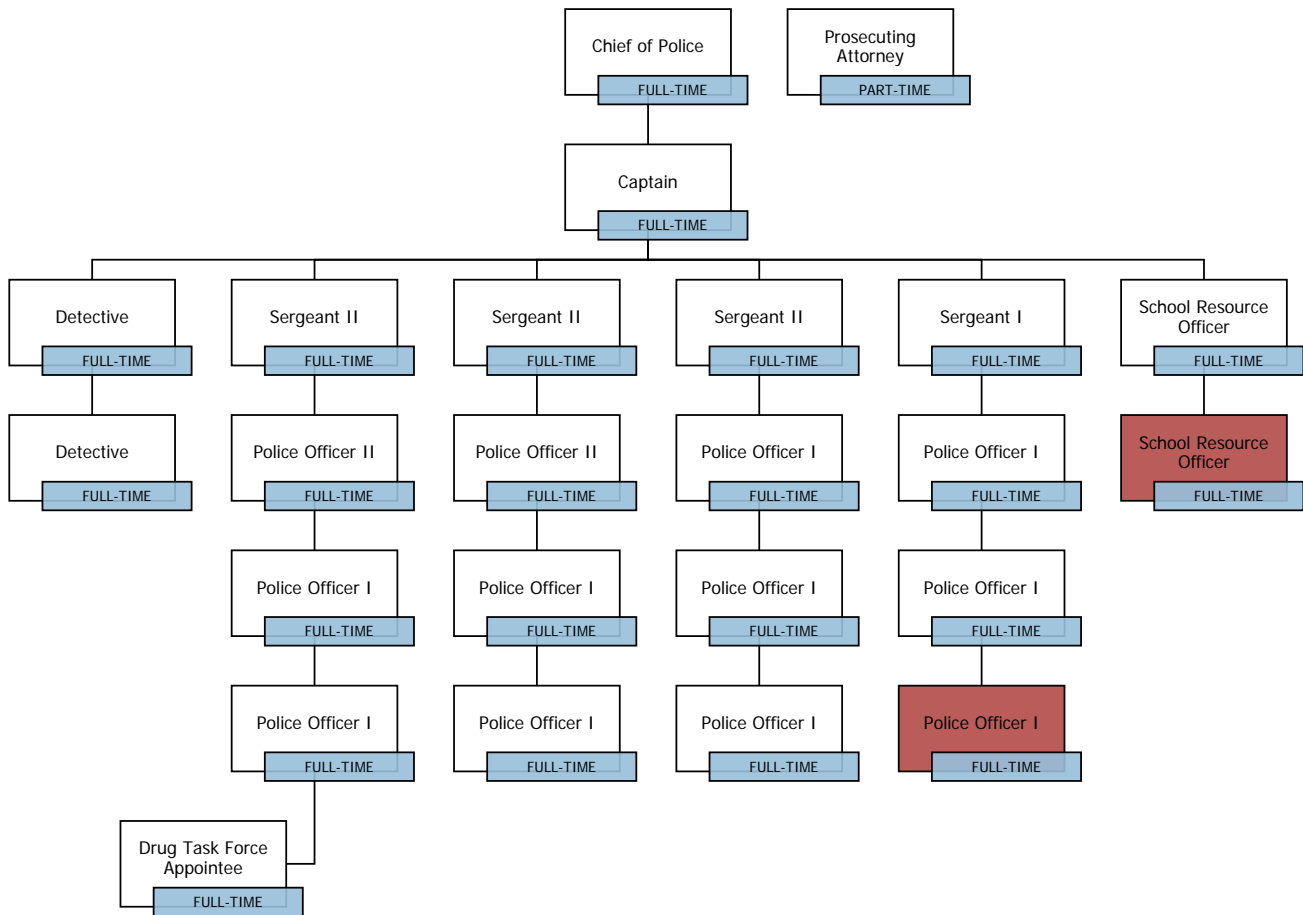 Chief of Police
FULL-TIME
Prosecuting
Attorney
PART-TIME
Captain
FULL-TIME
Detective
FULL-TIME
Sergeant II
FULL-TIME
Sergeant II
FULL-TIME
Sergeant II
FULL-TIME
Sergeant I
FULL-TIME
School Resource
Officer
FULL-TIME
Detective
FULL-TIME
Police Officer II
FULL-TIME
Police Officer II
FULL-TIME
Police Officer I
FULL-TIME
Police Officer I
FULL-TIME
School Resource
Officer
FULL-TIME
Police Officer I
FULL-TIME
Police Officer I
FULL-TIME
Police Officer I
FULL-TIME
Police Officer I
FULL-TIME
Police Officer I
FULL-TIME
Police Officer I
FULL-TIME
Police Officer I
FULL-TIME
Police Officer I
FULL-TIME
Drug Task Force
Appointee
FULL-TIME